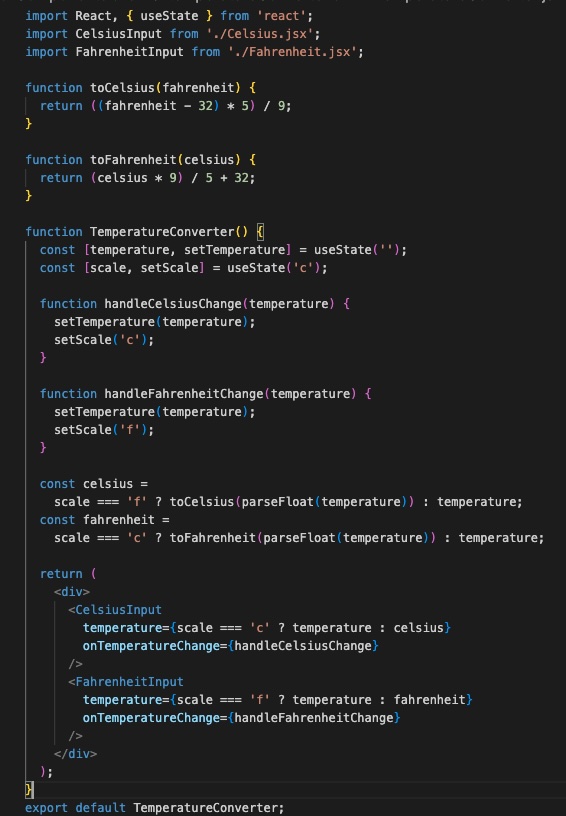 import React, { useState } from 'react';
import CelsiusInput from './Celsius.jsx';
import FahrenheitInput from './Fahrenheit.jsx';

function toCelsius(fahrenheit) {
  return ((fahrenheit - 32) * 5) / 9;
}

function toFahrenheit(celsius) {
  return (celsius * 9) / 5 + 32;
}

function TemperatureConverter() {
  const [temperature, setTemperature] = useState('');
  const [scale, setScale] = useState('c');

  function handleCelsiusChange(temperature) {
    setTemperature(temperature);
    setScale('c');
  }

  function handleFahrenheitChange(temperature) {
    setTemperature(temperature);
    setScale('f');
  }

  const celsius =
    scale === 'f' ? toCelsius(parseFloat(temperature)) : temperature;
  const fahrenheit =
    scale === 'c' ? toFahrenheit(parseFloat(temperature)) : temperature;

  return (
    <div>
      <CelsiusInput
        temperature={scale === 'c' ? temperature : celsius}
        onTemperatureChange={handleCelsiusChange}
      />
      <FahrenheitInput
        temperature={scale === 'f' ? temperature : fahrenheit}
        onTemperatureChange={handleFahrenheitChange}
      />
    </div>
  );
}
export default TemperatureConverter;